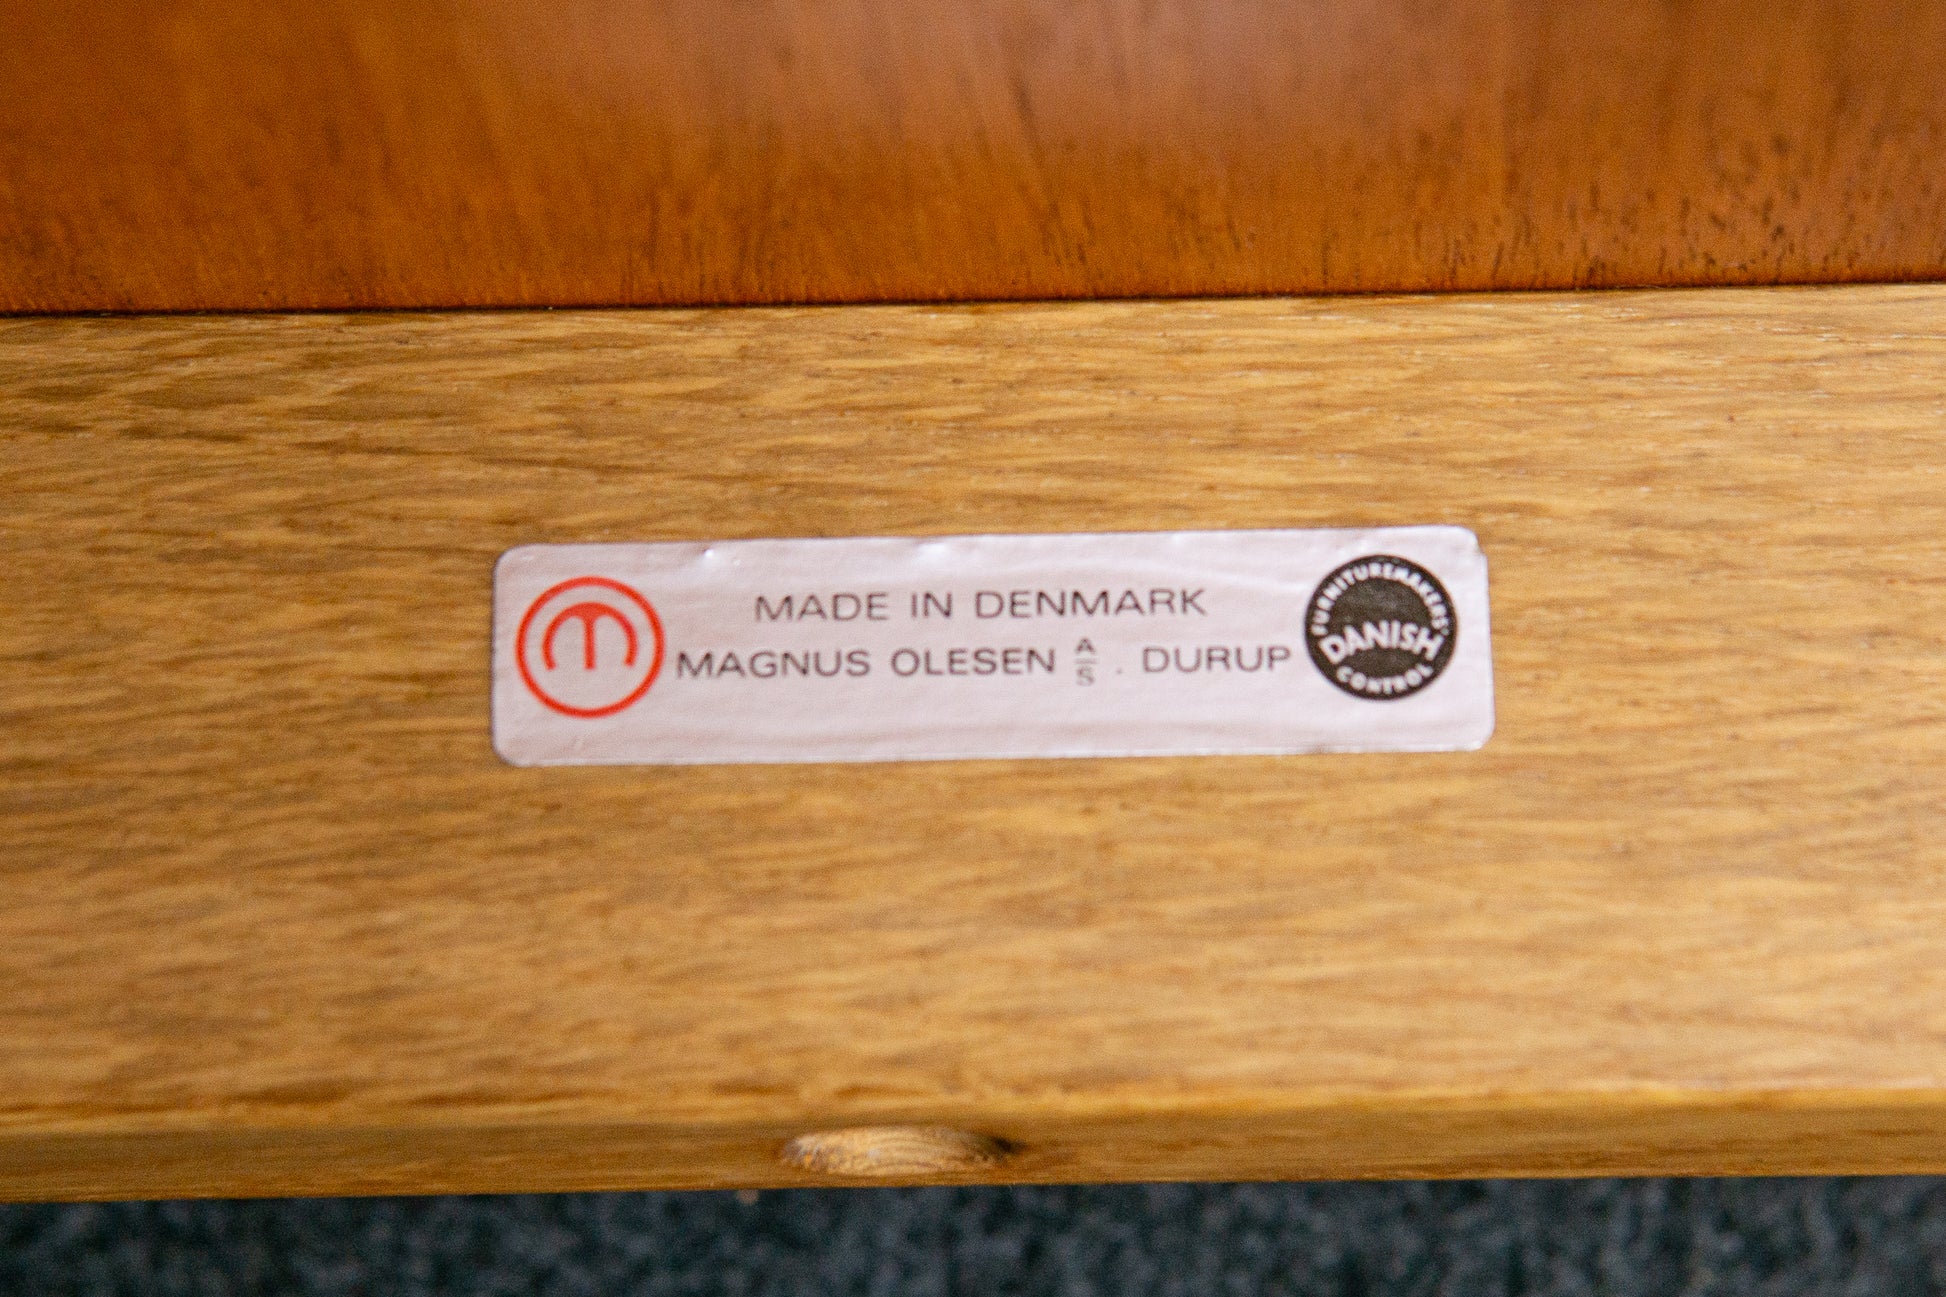 MADE IN DENMARK
MAGNUS OLESEN A/S . DURUP
FURNITUREMAKERS'
DANISH
CONTROL